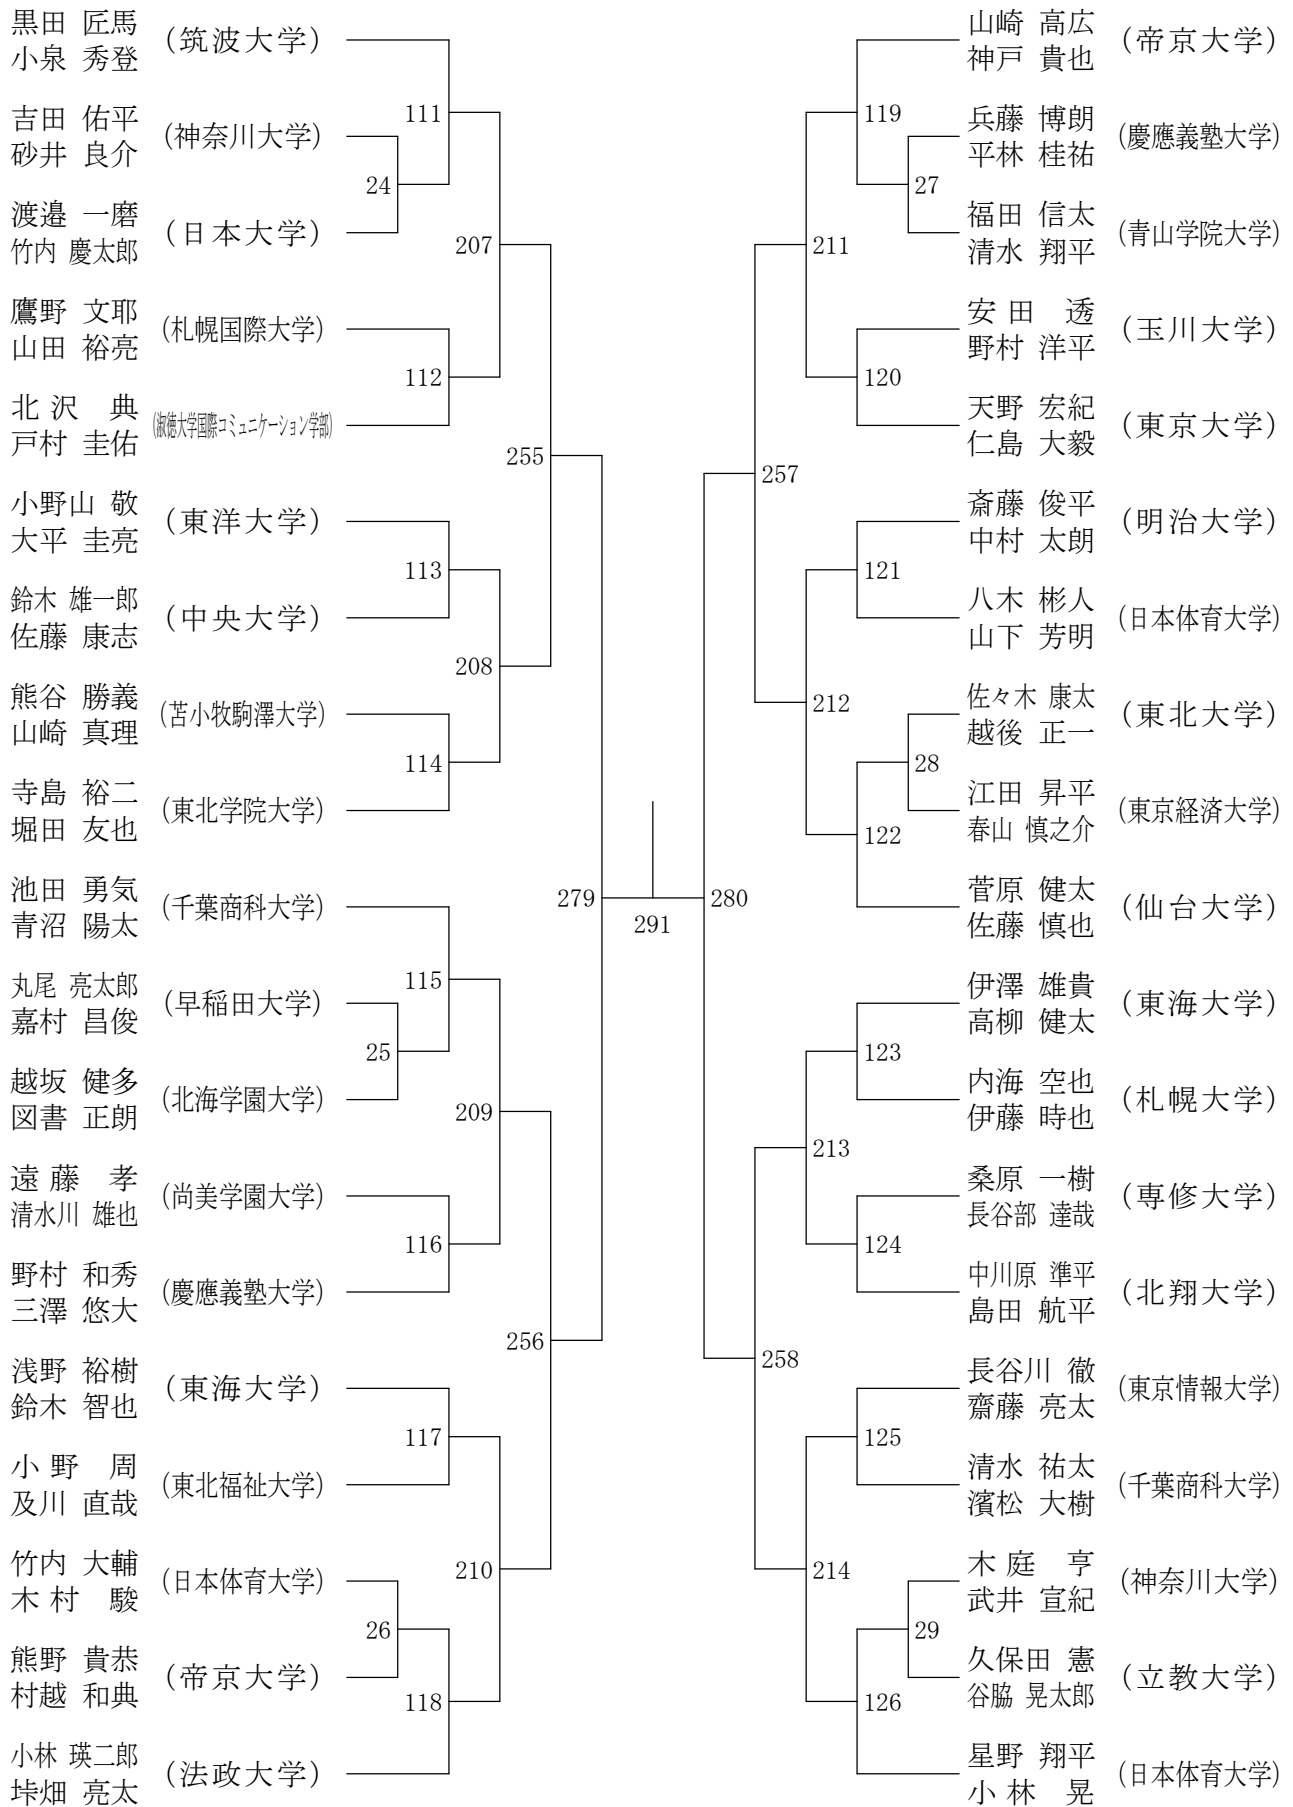 黒田 匠馬
小泉 秀登
(筑波大学)
吉田 佑平
砂井 良介
(神奈川大学)
渡邉 一磨
竹内 慶太郎
(日本大学)
鷹野 文耶
山田 裕亮
(札幌国際大学)
北沢 典
戸村 圭佑
(淑徳大学国際コミュニケーション学部)
小野山 敬
大平 圭亮
(東洋大学)
鈴木 雄一郎
佐藤 康志
(中央大学)
熊谷 勝義
山崎 真理
(苫小牧駒澤大学)
寺島 裕二
堀田 友也
(東北学院大学)
池田 勇気
青沼 陽太
(千葉商科大学)
丸尾 亮太郎
嘉村 昌俊
(早稲田大学)
越坂 健多
図書 正朗
(北海学園大学)
遠藤 孝
清水川 雄也
(尚美学園大学)
野村 和秀
三澤 悠大
(慶應義塾大学)
浅野 裕樹
鈴木 智也
(東海大学)
小野 周
及川 直哉
(東北福祉大学)
竹内 大輔
木村 駿
(日本体育大学)
熊野 貴恭
村越 和典
(帝京大学)
小林 瑛二郎
垰畑 亮太
(法政大学)
111
24
207
112
255
113
208
114
279
115
25
209
116
256
117
210
26
118
291
280
119
27
211
120
257
121
212
28
122
123
213
124
258
125
214
29
126
山崎 高広
神戸 貴也
(帝京大学)
兵藤 博朗
平林 桂祐
(慶應義塾大学)
福田 信太
清水 翔平
(青山学院大学)
安田 透
野村 洋平
(玉川大学)
天野 宏紀
仁島 大毅
(東京大学)
斎藤 俊平
中村 太朗
(明治大学)
八木 彬人
山下 芳明
(日本体育大学)
佐々木 康太
越後 正一
(東北大学)
江田 昇平
春山 慎之介
(東京経済大学)
菅原 健太
佐藤 慎也
(仙台大学)
伊澤 雄貴
高柳 健太
(東海大学)
内海 空也
伊藤 時也
(札幌大学)
桑原 一樹
長谷部 達哉
(専修大学)
中川原 準平
島田 航平
(北翔大学)
長谷川 徹
齋藤 亮太
(東京情報大学)
清水 祐太
濱松 大樹
(千葉商科大学)
木庭 亨
武井 宣紀
(神奈川大学)
久保田 憲
谷脇 晃太郎
(立教大学)
星野 翔平
小林 晃
(日本体育大学)